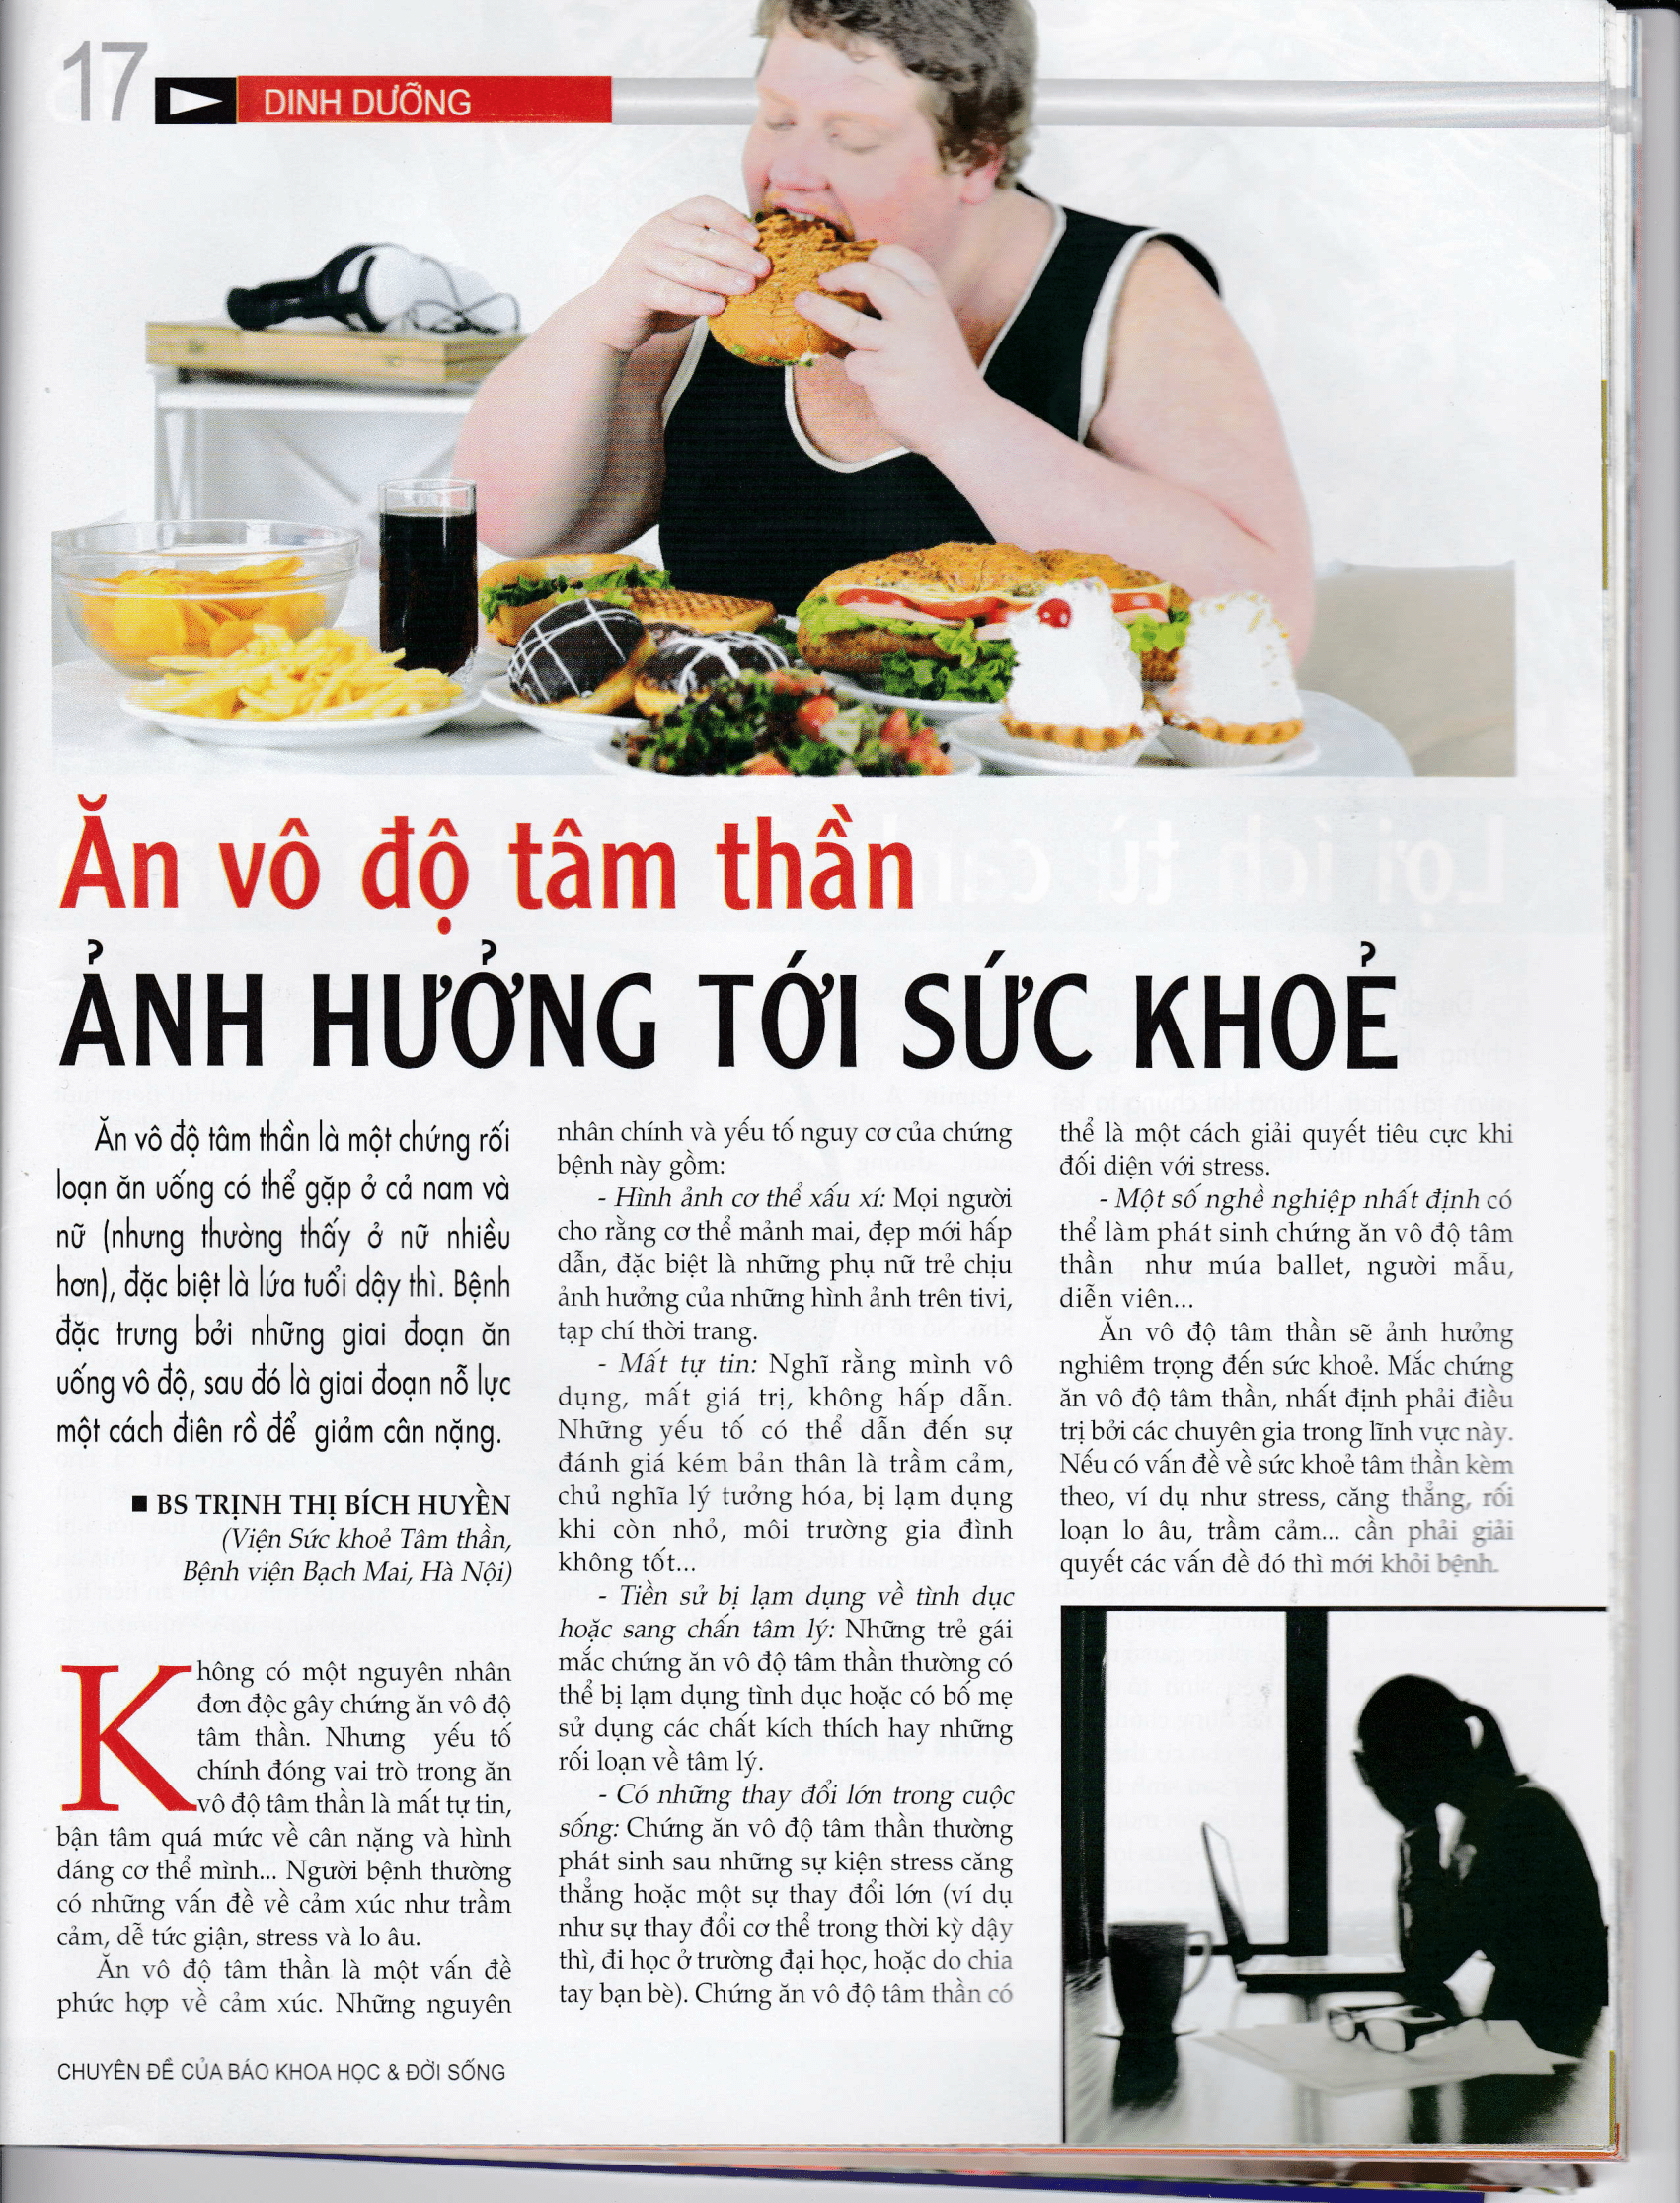 17
DINH DƯỠNG
Ăn vô độ tâm thần
ẢNH HƯỞNG TỚI SỨC KHOẺ
Ăn vô độ tâm thần là một chứng rối
loạn ăn uống có thể gặp ở cả nam và
nữ (nhưng thường thấy ở nữ nhiều
hơn), đặc biệt là lứa tuổi dậy thì. Bệnh
đặc trưng bởi những giai đoạn ăn
uống vô độ, sau đó là giai đoạn nỗ lực
một cách điên rồ để giảm cân nặng.
■ BS TRỊNH THỊ BÍCH HUYỀN
(Viện Sức khoẻ Tâm thần,
Bệnh viện Bạch Mai, Hà Nội)
Không có một nguyên nhân
đơn độc gây chứng ăn vô độ
tâm thần. Nhưng yếu tố
chính đóng vai trò trong ăn
vô độ tâm thần là mất tự tin,
bận tâm quá mức về cân nặng và hình
dáng cơ thể mình... Người bệnh thường
có những vấn đề về cảm xúc như trầm
cảm, dễ tức giận, stress và lo âu.
Ăn vô độ tâm thần là một vấn đề
phức hợp về cảm xúc. Những nguyên
nhân chính và yếu tố nguy cơ của chứng
bệnh này gồm:
- Hình ảnh cơ thể xấu xí: Mọi người
cho rằng cơ thể mảnh mai, đẹp mới hấp
dẫn, đặc biệt là những phụ nữ trẻ chịu
ảnh hưởng của những hình ảnh trên tivi,
tạp chí thời trang.
- Mất tự tin: Nghĩ rằng mình vô
dụng, mất giá trị, không hấp dẫn.
Những yếu tố có thể dẫn đến sự
đánh giá kém bản thân là trầm cảm,
chủ nghĩa lý tưởng hóa, bị lạm dụng
khi còn nhỏ, môi trường gia đình
không tốt...
- Tiền sử bị lạm dụng về tình dục
hoặc sang chấn tâm lý: Những trẻ gái
mắc chứng ăn vô độ tâm thần thường có
thể bị lạm dụng tình dục hoặc có bố mẹ
sử dụng các chất kích thích hay những
rối loạn về tâm lý.
- Có những thay đổi lớn trong cuộc
sống: Chứng ăn vô độ tâm thần thường
phát sinh sau những sự kiện stress căng
thẳng hoặc một sự thay đổi lớn (ví dụ
như sự thay đổi cơ thể trong thời kỳ dậy
thì, đi học ở trường đại học, hoặc do chia
tay bạn bè). Chứng ăn vô độ tâm thần có
thể là một cách giải quyết tiêu cực khi
đối diện với stress.
- Một số nghề nghiệp nhất định có
thể làm phát sinh chứng ăn vô độ tâm
thần như múa ballet, người mẫu,
diễn viên...
Ăn vô độ tâm thần sẽ ảnh hưởng
nghiêm trọng đến sức khoẻ. Mắc chứng
ăn vô độ tâm thần, nhất định phải điều
trị bởi các chuyên gia trong lĩnh vực này.
Nếu có vấn đề về sức khoẻ tâm thần kèm
theo, ví dụ như stress, căng thẳng, rối
loạn lo âu, trầm cảm... cần phải giải
quyết các vấn đề đó thì mới khỏi bệnh.
CHUYÊN ĐỀ CỦA BÁO KHOA HỌC & ĐỜI SỐNG